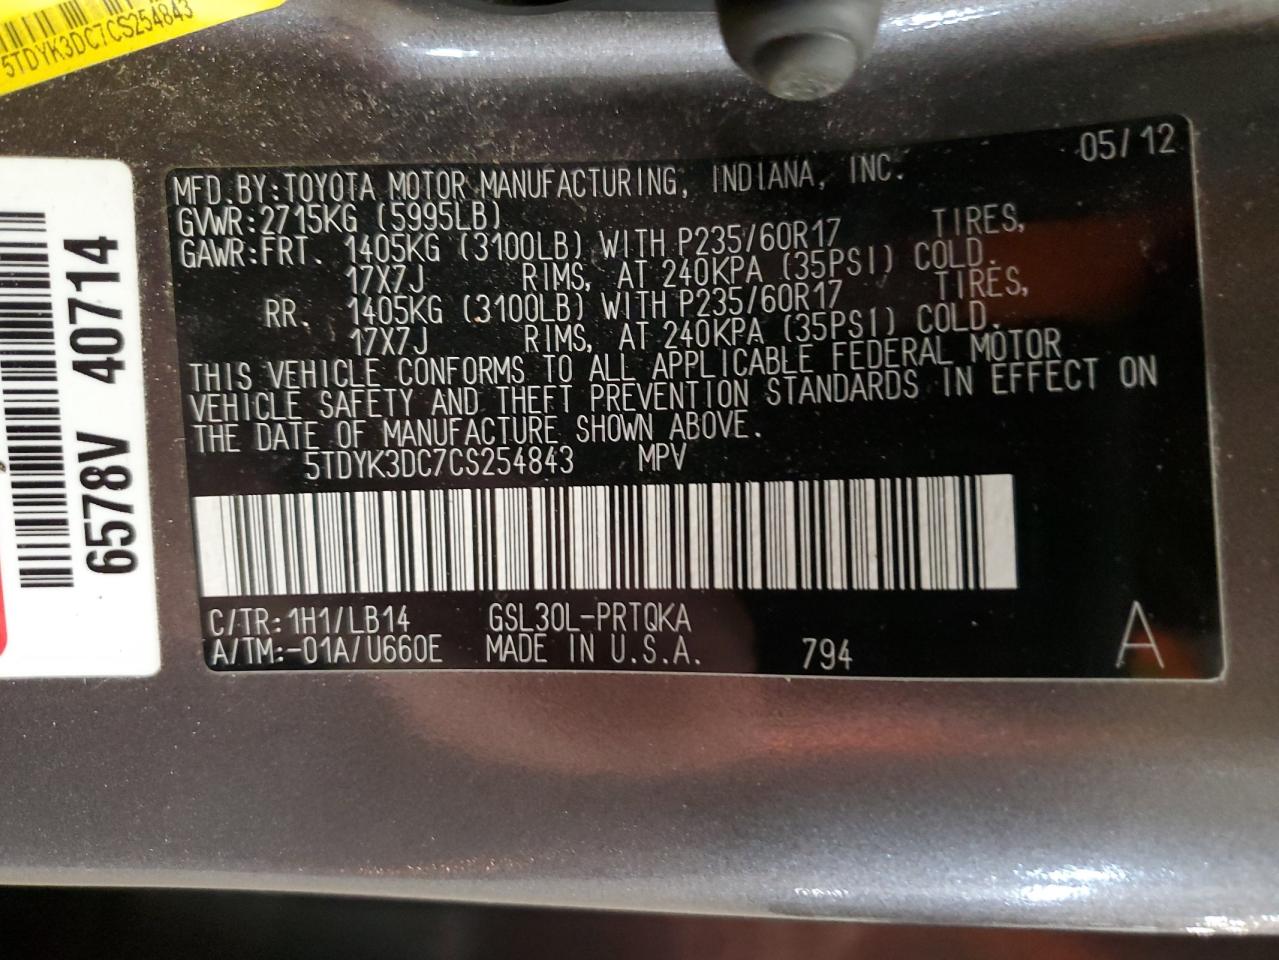 5TDYK3DC7CS254843
6578V 40714
05/12
MFD.BY:TOYOTA MOTOR MANUFACTURING, INDIANA, INC.
GVWR:2715KG (5995LB)
GAWR:FRT. 1405KG (3100LB) WITH P235/60R17 TIRES,
17X7J RIMS, AT 240KPA (35PSI) COLD.
RR. 1405KG (3100LB) WITH P235/60R17 TIRES,
17X7J RIMS, AT 240KPA (35PSI) COLD.
THIS VEHICLE CONFORMS TO ALL APPLICABLE FEDERAL MOTOR
VEHICLE SAFETY AND THEFT PREVENTION STANDARDS IN EFFECT ON
THE DATE OF MANUFACTURE SHOWN ABOVE.
5TDYK3DC7CS254843 MPV
C/TR:1H1/LB14 GSL30L-PRTQKA
A/TM:-01A/U660E MADE IN U.S.A. 794 A